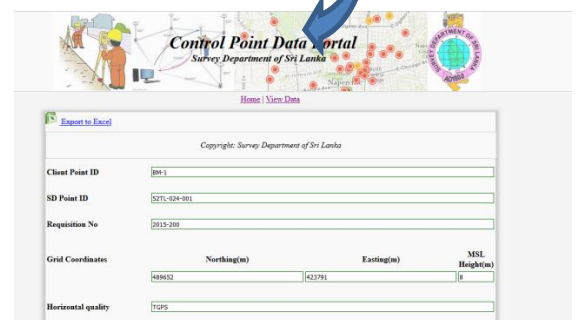 Control Point Data Portal
Survey Department of Sri Lanka
Home | View Data
Export to Excel
Copyright: Survey Department of Sri Lanka
Client Point ID
BM-1
SD Point ID
52TL-024-001
Requisition No
2015-200
Grid Coordinates Northing(m) Easting(m) MSL Height(m)
489652 423791 8
Horizontal quality
TGPS